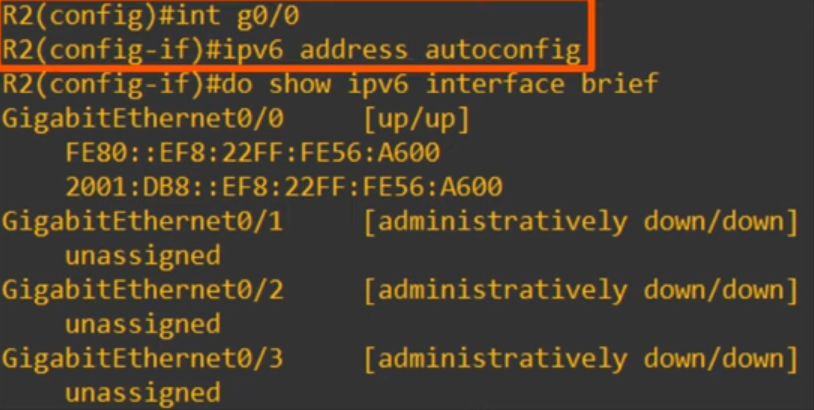 R2(config)#int g0/0
R2(config-if)#ipv6 address autoconfig
R2(config-if)#do show ipv6 interface brief
GigabitEthernet0/0     [up/up]
    FE80::EF8:22FF:FE56:A600
    2001:DB8::EF8:22FF:FE56:A600
GigabitEthernet0/1     [administratively down/down]
    unassigned
GigabitEthernet0/2     [administratively down/down]
    unassigned
GigabitEthernet0/3     [administratively down/down]
    unassigned